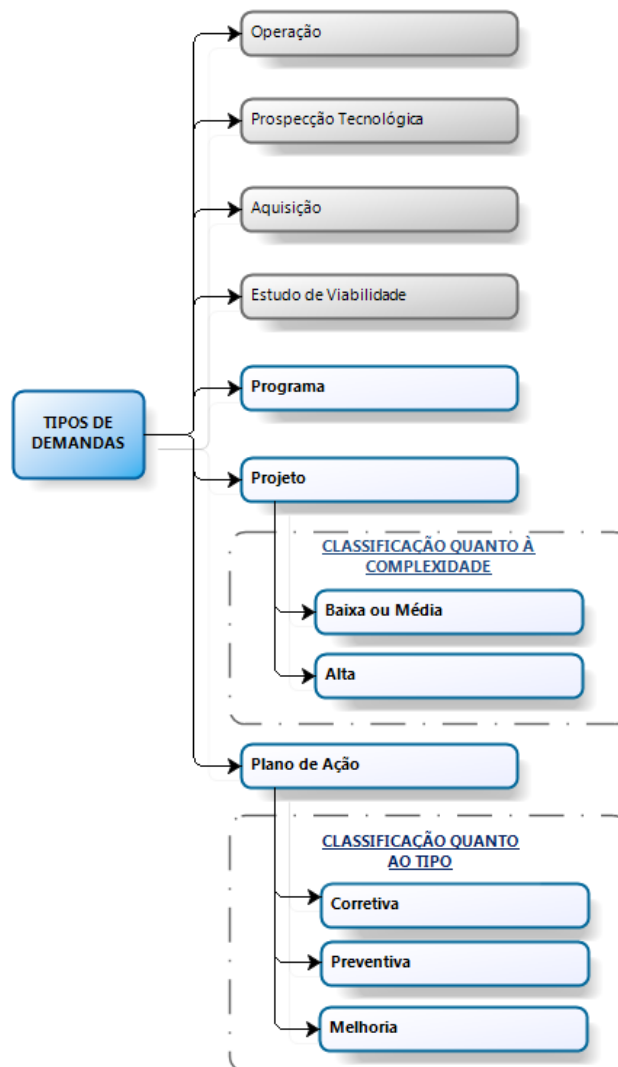 Operação
Prospecção Tecnológica
Aquisição
Estudo de Viabilidade
Programa
TIPOS DE
DEMANDAS
Projeto
CLASSIFICAÇÃO QUANTO À
COMPLEXIDADE
Baixa ou Média
Alta
Plano de Ação
CLASSIFICAÇÃO QUANTO
AO TIPO
Corretiva
Preventiva
Melhoria